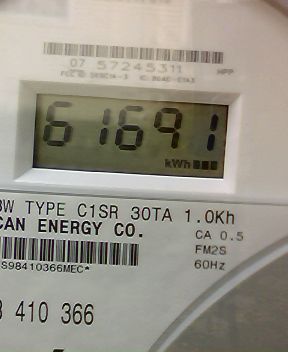 07 57245311 HPP
61691
kWh
3W TYPE C1SR 30TA 1.0Kh
CAN ENERGY CO.
CA 0.5
FM2S
60Hz
S98410366MEC*
410 366